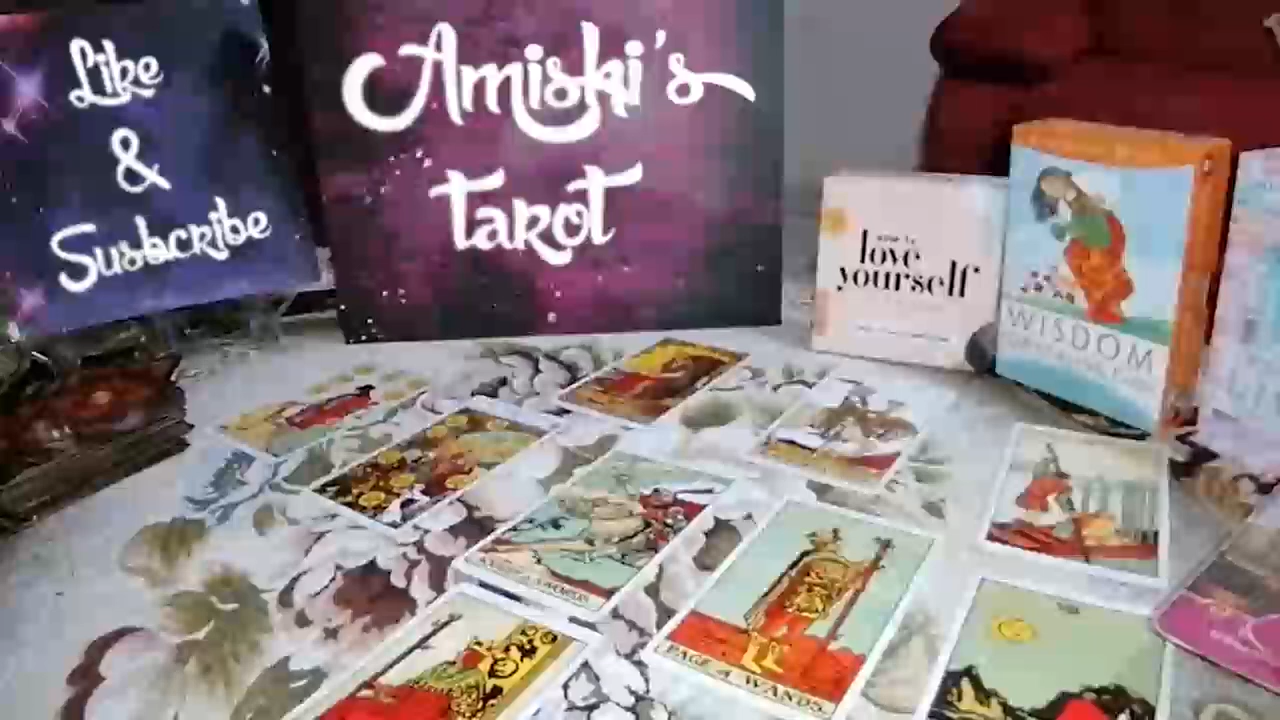 Like
&
Subscribe
Amiski's
tarot
love
yourself
WISDOM
PAGE of WANDS.